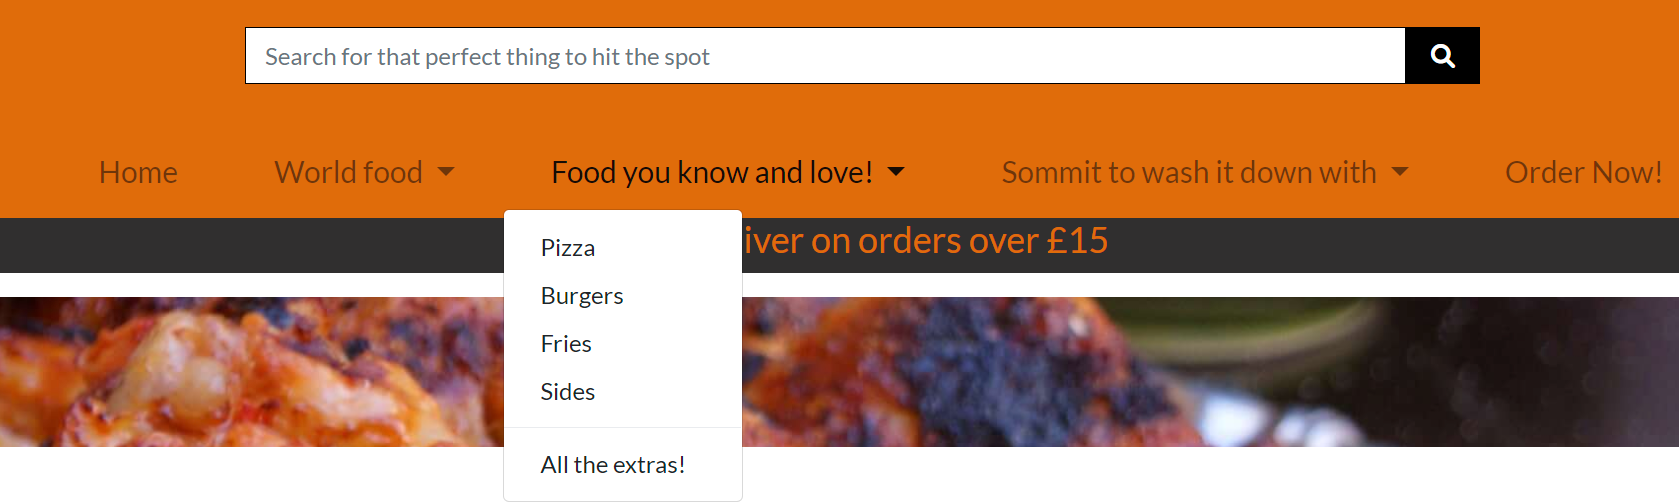 Search for that perfect thing to hit the spot
Home World food Food you know and love! Sommit to wash it down with Order Now!
iver on orders over £15
Pizza
Burgers
Fries
Sides
All the extras!